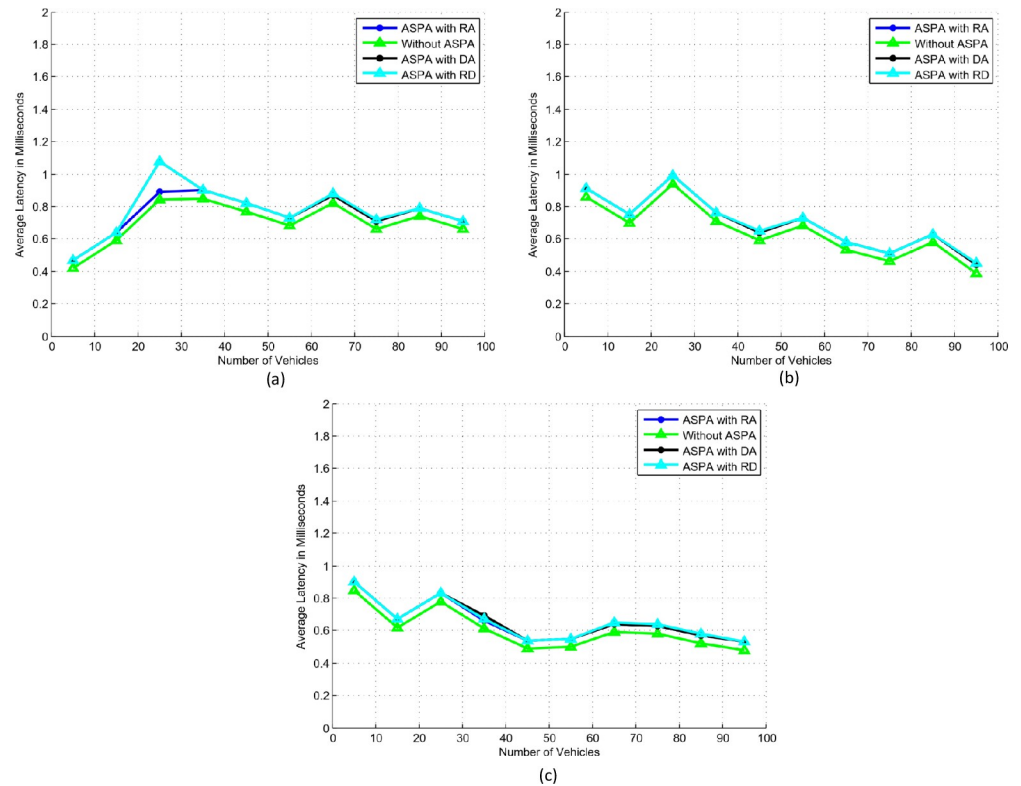 2
1.8
1.6
1.4
1.2
1
0.8
0.6
0.4
0.2
0
Average Latency in Milliseconds
ASPA with RA
Without ASPA
ASPA with DA
ASPA with RD
0 10 20 30 40 50 60 70 80 90 100
Number of Vehicles
(a)
2
1.8
1.6
1.4
1.2
1
0.8
0.6
0.4
0.2
0
Average Latency in Milliseconds
ASPA with RA
Without ASPA
ASPA with DA
ASPA with RD
0 10 20 30 40 50 60 70 80 90 100
Number of Vehicles
(b)
2
1.8
1.6
1.4
1.2
1
0.8
0.6
0.4
0.2
0
Average Latency in Milliseconds
ASPA with RA
Without ASPA
ASPA with DA
ASPA with RD
0 10 20 30 40 50 60 70 80 90 100
Number of Vehicles
(c)